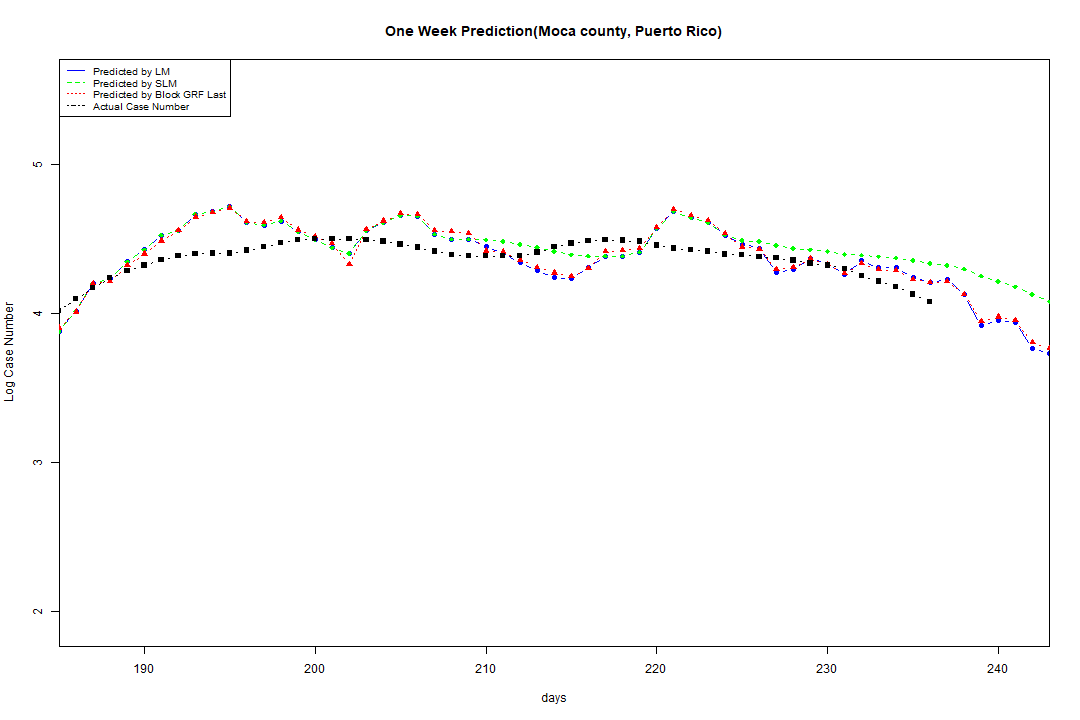 One Week Prediction(Moca county, Puerto Rico)
Predicted by LM
Predicted by SLM
Predicted by Block GRF Last
Actual Case Number
5
4
3
2
Log Case Number
190 200 210 220 230 240
days